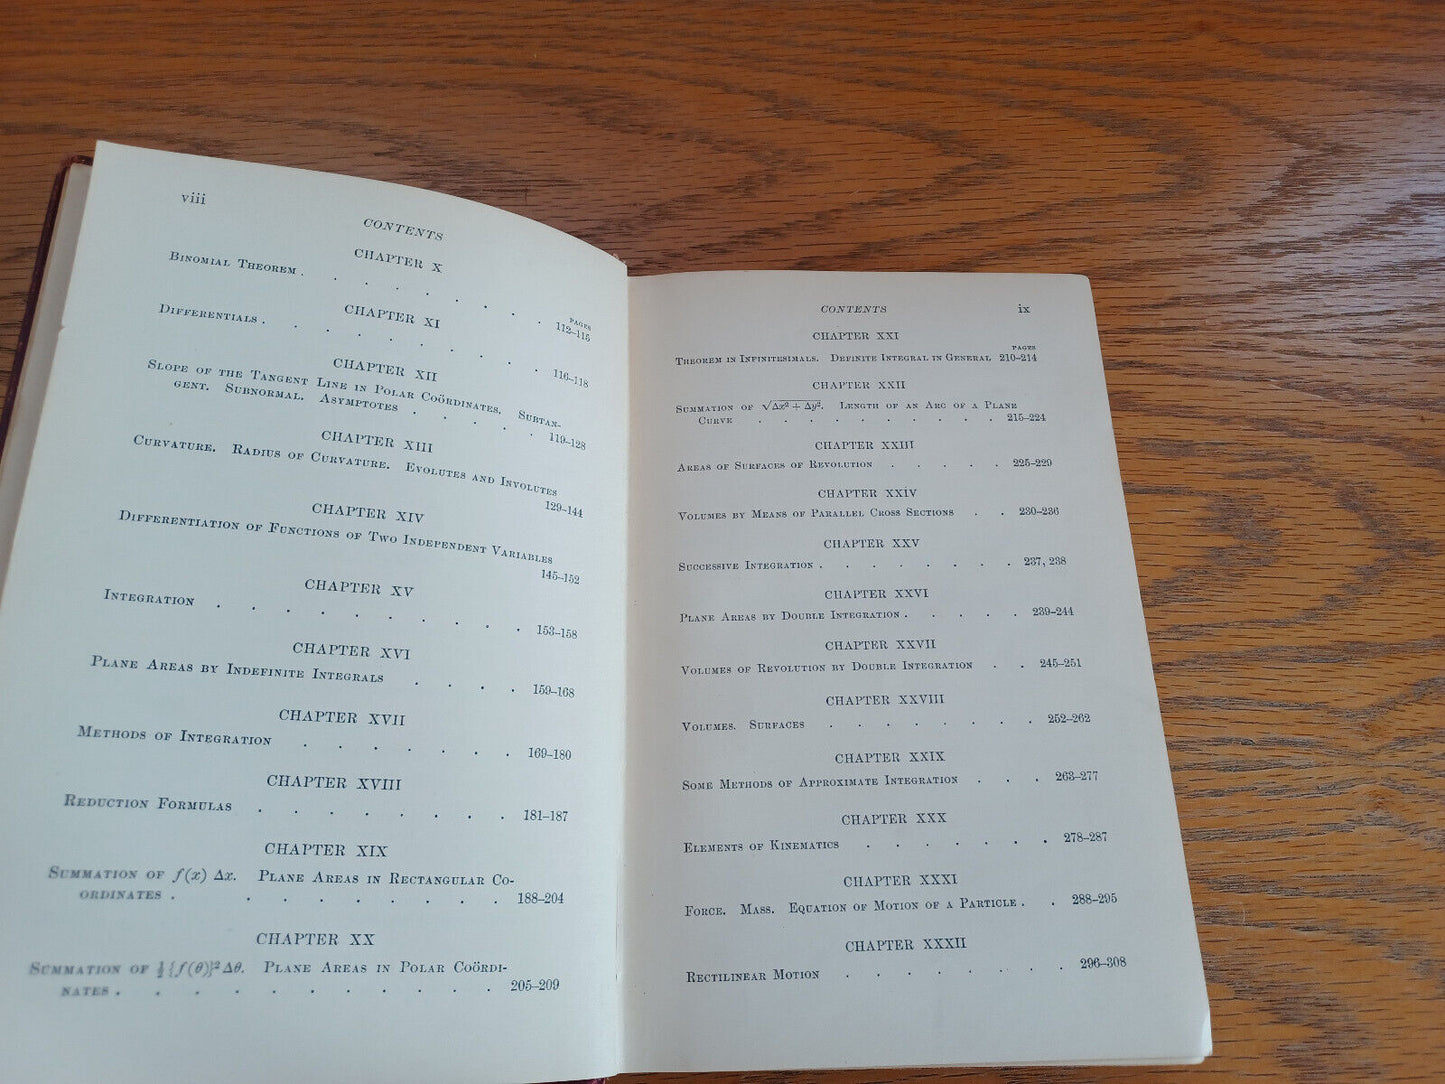 viii
CONTENTS
CHAPTER X
PAGES
BINOMIAL THEOREM . . . . . . . 112–115
CHAPTER XI
DIFFERENTIALS . . . . . . . . 116–118
CHAPTER XII
SLOPE OF THE TANGENT LINE IN POLAR COÖRDINATES. SUBTAN-
GENT. SUBNORMAL. ASYMPTOTES . . . . . 119–128
CHAPTER XIII
CURVATURE. RADIUS OF CURVATURE. EVOLUTES AND INVOLUTES
129–144
CHAPTER XIV
DIFFERENTIATION OF FUNCTIONS OF TWO INDEPENDENT VARIABLES
145–152
CHAPTER XV
INTEGRATION . . . . . . . . . 153–158
CHAPTER XVI
PLANE AREAS BY INDEFINITE INTEGRALS . . . . 159–168
CHAPTER XVII
METHODS OF INTEGRATION . . . . . . . 169–180
CHAPTER XVIII
REDUCTION FORMULAS . . . . . . . 181–187
CHAPTER XIX
SUMMATION OF f(x) Δx. PLANE AREAS IN RECTANGULAR CO-
ORDINATES . . . . . . . . . 188–204
CHAPTER XX
SUMMATION OF ½ {f(θ)}² Δθ. PLANE AREAS IN POLAR COÖRDI-
NATES . . . . . . . . . . . 205–209
CONTENTS ix
CHAPTER XXI
PAGES
THEOREM IN INFINITESIMALS. DEFINITE INTEGRAL IN GENERAL 210–214
CHAPTER XXII
SUMMATION OF √Δx² + Δy². LENGTH OF AN ARC OF A PLANE
CURVE . . . . . . . . . . 215–224
CHAPTER XXIII
AREAS OF SURFACES OF REVOLUTION . . . . . 225–229
CHAPTER XXIV
VOLUMES BY MEANS OF PARALLEL CROSS SECTIONS . . 230–236
CHAPTER XXV
SUCCESSIVE INTEGRATION . . . . . . . . 237, 238
CHAPTER XXVI
PLANE AREAS BY DOUBLE INTEGRATION . . . . . 239–244
CHAPTER XXVII
VOLUMES OF REVOLUTION BY DOUBLE INTEGRATION . . 245–251
CHAPTER XXVIII
VOLUMES. SURFACES . . . . . . . . 252–262
CHAPTER XXIX
SOME METHODS OF APPROXIMATE INTEGRATION . . . 263–277
CHAPTER XXX
ELEMENTS OF KINEMATICS . . . . . . . 278–287
CHAPTER XXXI
FORCE. MASS. EQUATION OF MOTION OF A PARTICLE . . 288–295
CHAPTER XXXII
RECTILINEAR MOTION . . . . . . . . 296–308